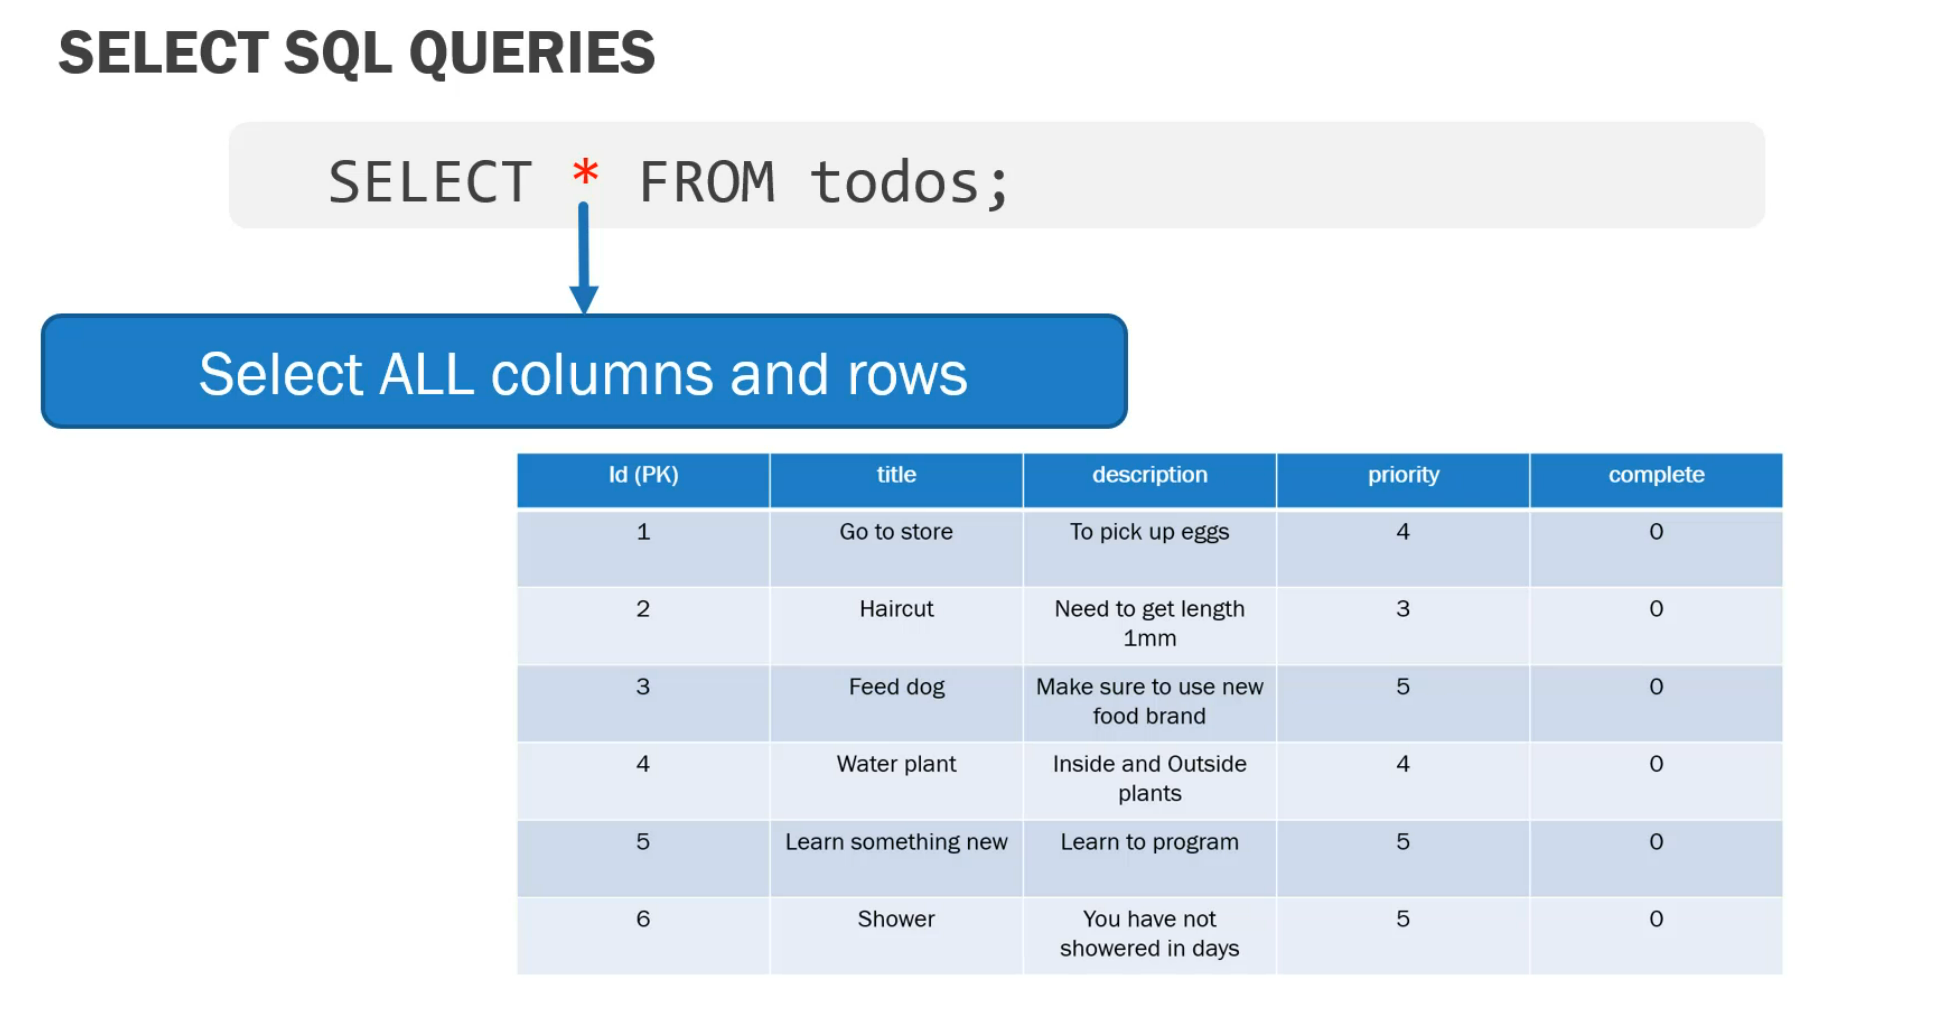 SELECT SQL QUERIES
SELECT * FROM todos;
Select ALL columns and rows
Id (PK) title description priority complete
1 Go to store To pick up eggs 4 0
2 Haircut Need to get length 3 0
1mm
3 Feed dog Make sure to use new 5 0
food brand
4 Water plant Inside and Outside 4 0
plants
5 Learn something new Learn to program 5 0
6 Shower You have not 5 0
showered in days